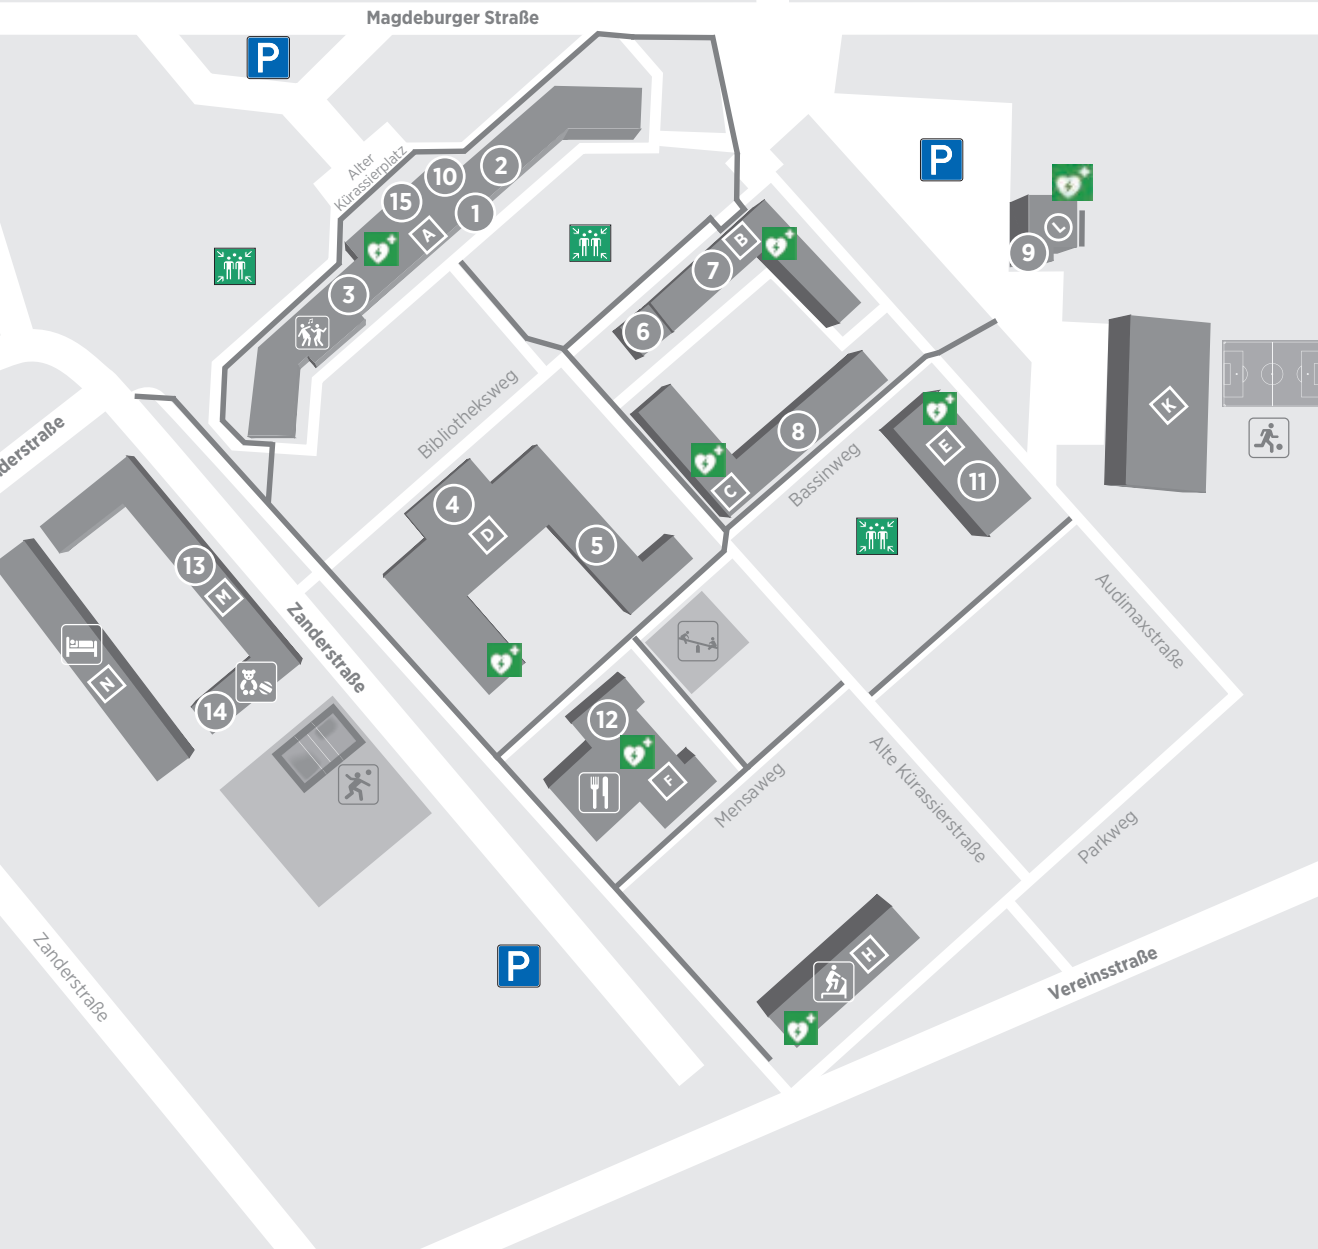 Magdeburger Straße
P
Alter
Kürassierplatz
2
10
15
1
A
3
P
L
9
B
7
6
K
Bibliotheksweg
8
C
Bassinweg
E
11
derstraße
4
D
5
13
M
N
14
Zanderstraße
Audimaxstraße
12
F
Mensaweg
Alte Kürassierstraße
Parkweg
H
P
Vereinsstraße
Zanderstraße